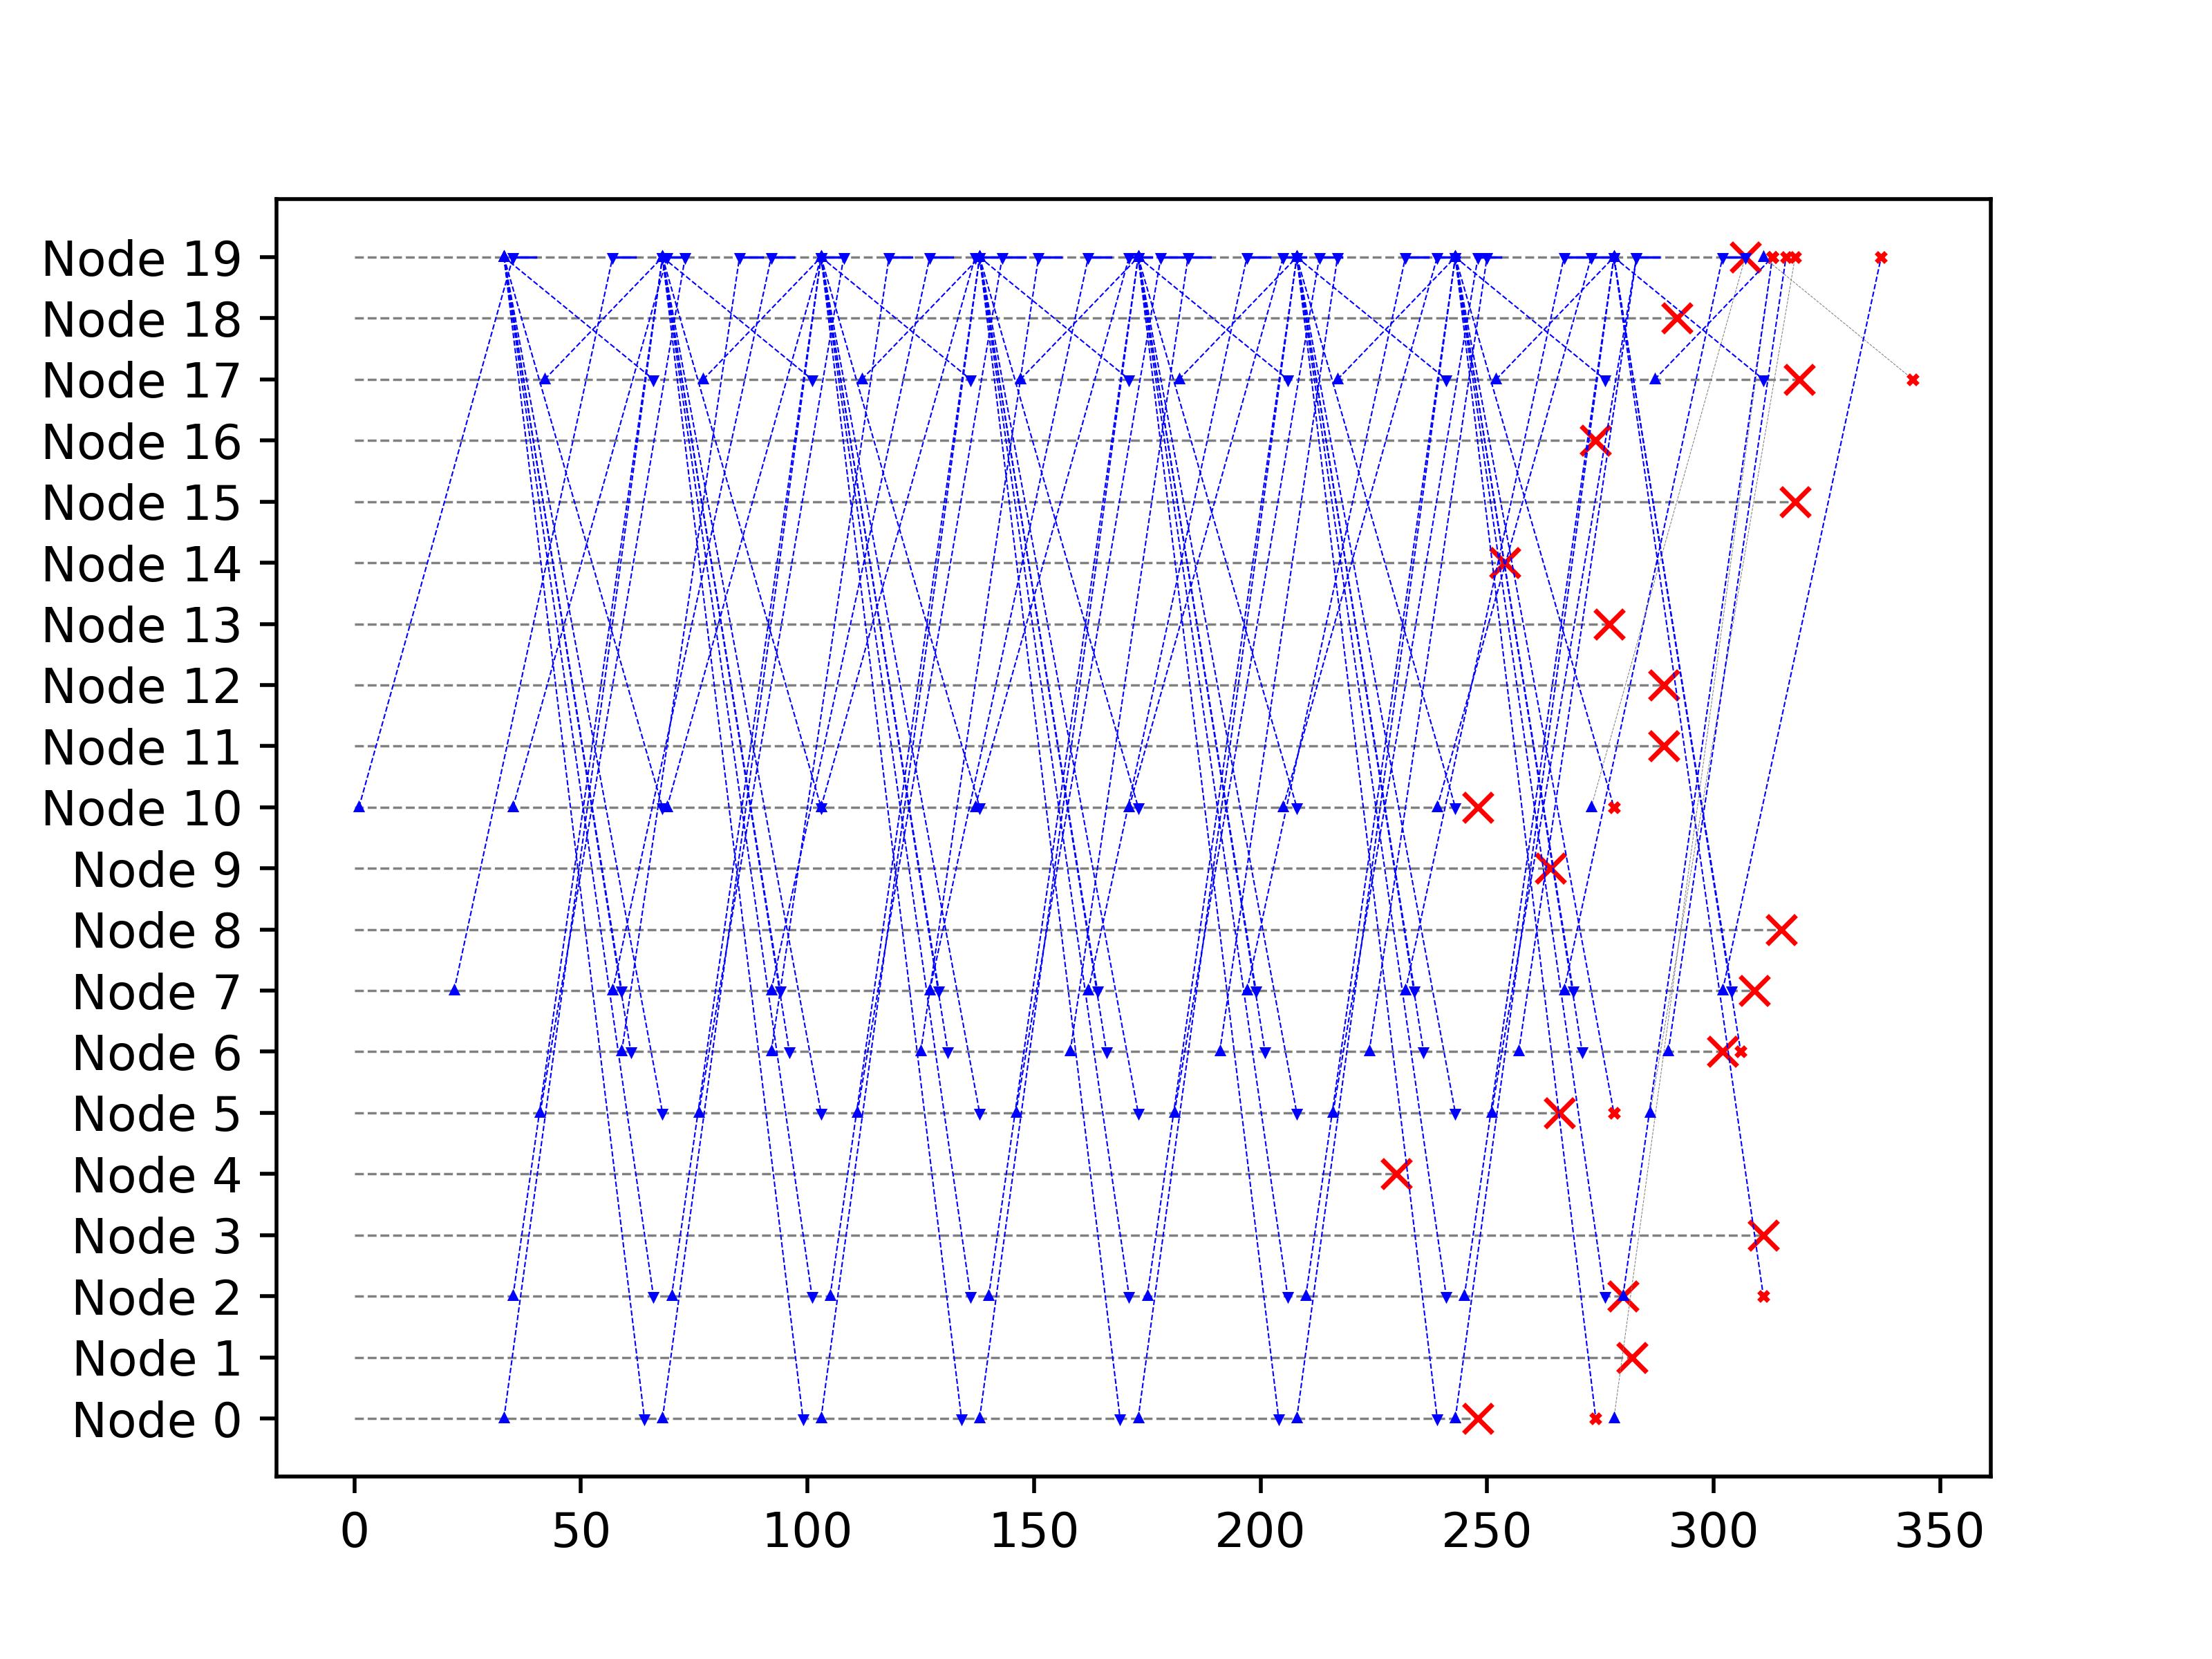 Node 19
Node 18
Node 17
Node 16
Node 15
Node 14
Node 13
Node 12
Node 11
Node 10
Node 9
Node 8
Node 7
Node 6
Node 5
Node 4
Node 3
Node 2
Node 1
Node 0
0 50 100 150 200 250 300 350